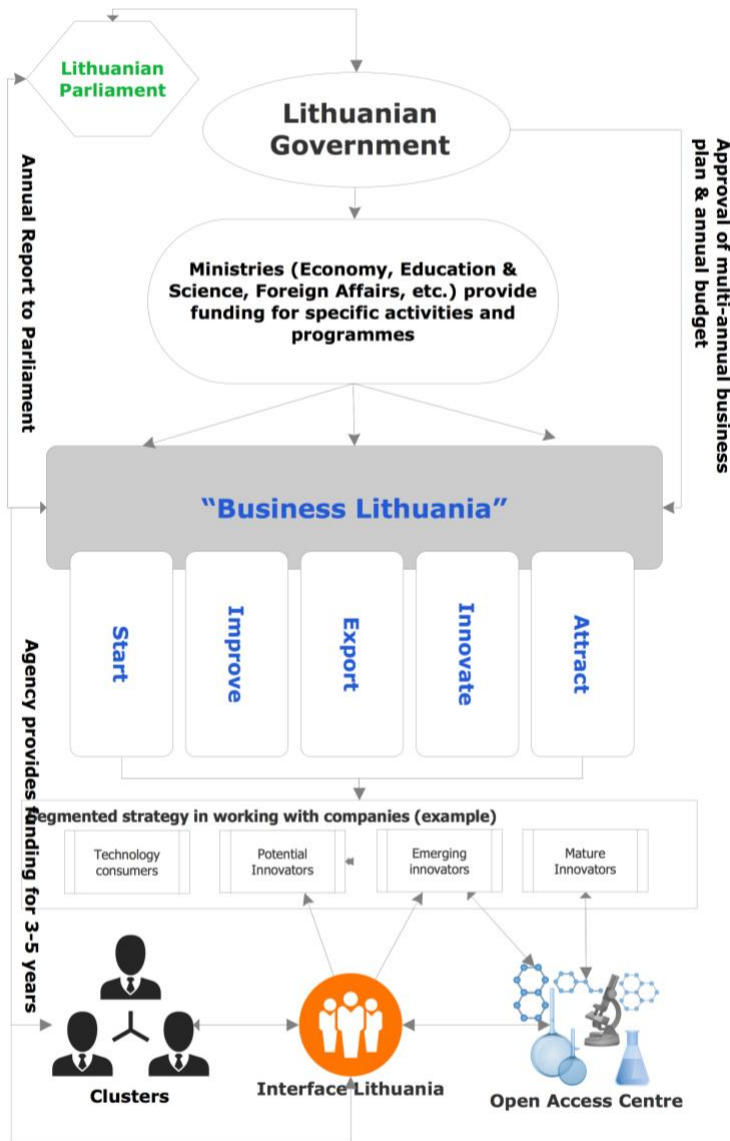 Lithuanian
Parliament
Lithuanian
Government
Annual Report to Parliament
Approval of multi-annual business
plan & annual budget
Ministries (Economy, Education &
Science, Foreign Affairs, etc.) provide
funding for specific activities and
programmes
“Business Lithuania”
Start
Improve
Export
Innovate
Attract
Agency provides funding for 3-5 years
Segmented strategy in working with companies (example)
Technology
consumers
Potential
Innovators
Emerging
innovators
Mature
Innovators
Clusters
Interface Lithuania
Open Access Centre